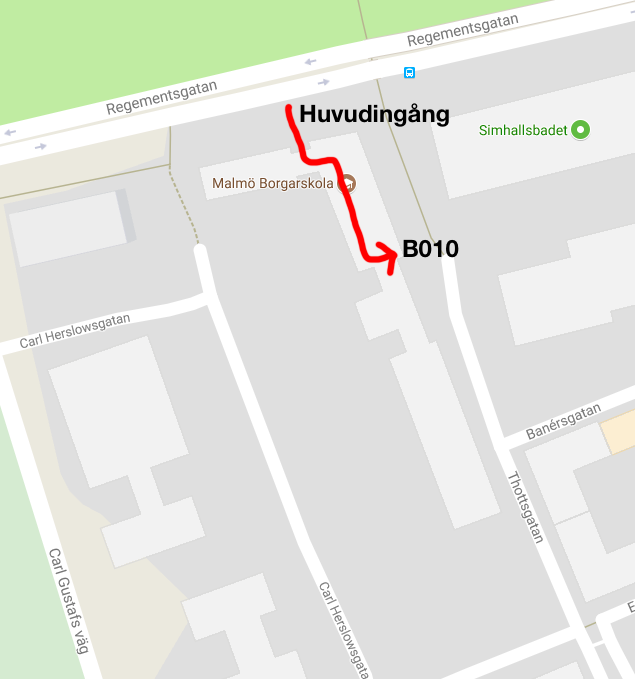 Regementsgatan
Regementsgatan
Huvudingång
Simhallsbadet
Malmö Borgarskola
B010
Carl Herslowsgatan
Banérsgatan
Thottsgatan
Carl Gustafs väg
Carl Herslowsgata
E